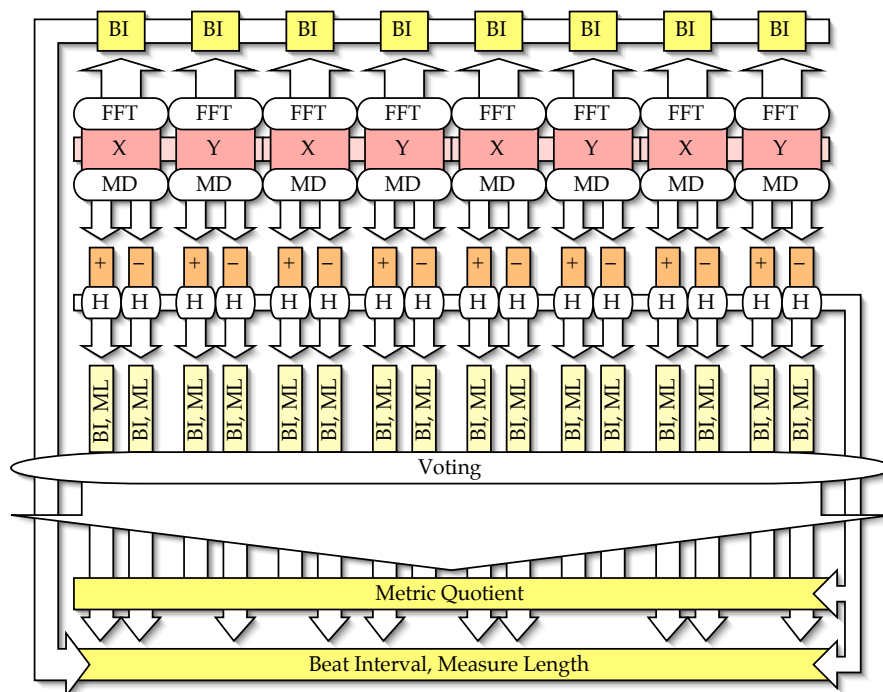 BI BI BI BI BI BI BI BI
FFT FFT FFT FFT FFT FFT FFT FFT
X Y X Y X Y X Y
MD MD MD MD MD MD MD MD
+ − + − + − + − + − + − + − + −
H H H H H H H H H H H H H H H H
BI, ML BI, ML BI, ML BI, ML BI, ML BI, ML BI, ML BI, ML BI, ML BI, ML BI, ML BI, ML BI, ML BI, ML BI, ML BI, ML
Voting
Metric Quotient
Beat Interval, Measure Length